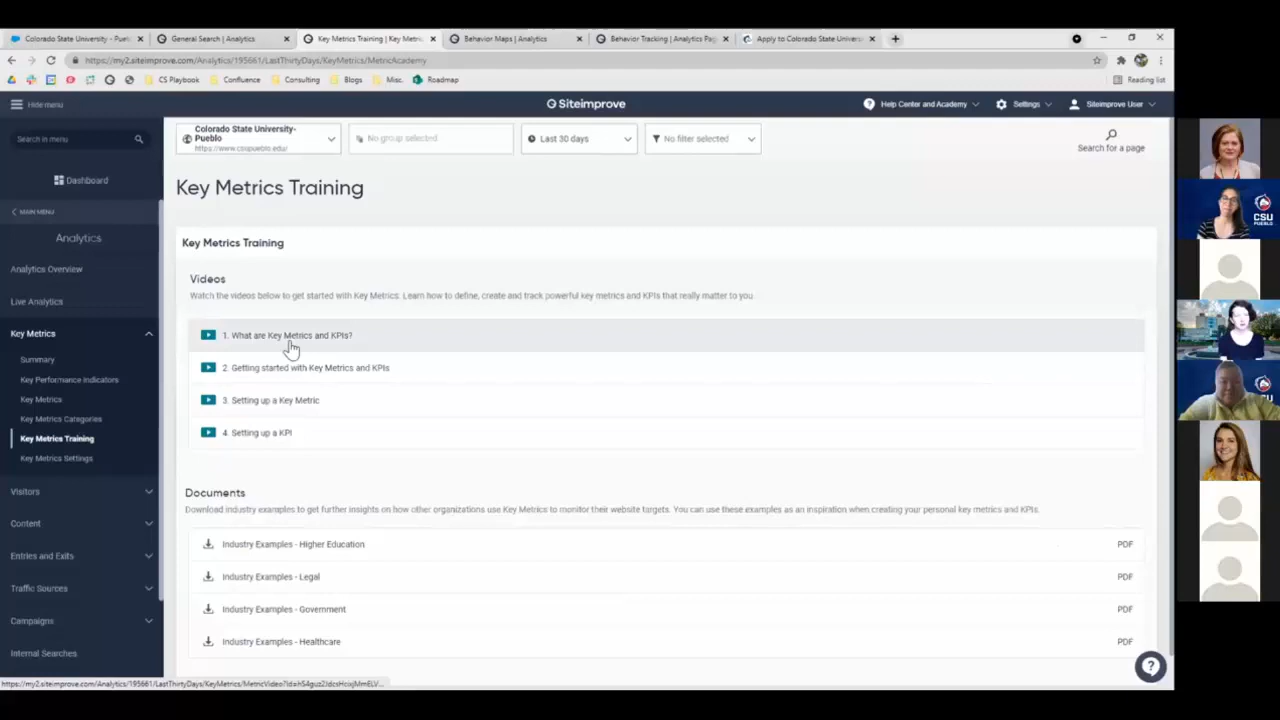 Colorado State University - Pueb
General Search | Analytics
Key Metrics Training | Key Metric
Behavior Maps | Analytics
Behavior Tracking | Analytics Pag
Apply to Colorado State Univers
https://my2.siteimprove.com/Analytics/195661/LastThirtyDays/KeyMetrics/MetricAcademy
CS Playbook
Confluence
Consulting
Blogs
Misc.
Roadmap
Reading list
Hide menu
Siteimprove
Help Center and Academy
Settings
Siteimprove User
Search in menu
Colorado State University-
Pueblo
https://www.csupueblo.edu/
No group selected
Last 30 days
No filter selected
Search for a page
Dashboard
MAIN MENU
Analytics
Analytics Overview
Live Analytics
Key Metrics
Summary
Key Performance Indicators
Key Metrics
Key Metrics Categories
Key Metrics Training
Key Metrics Settings
Visitors
Content
Entries and Exits
Traffic Sources
Campaigns
Internal Searches
Key Metrics Training
Key Metrics Training
Videos
Watch the videos below to get started with Key Metrics. Learn how to define, create and track powerful key metrics and KPIs that really matter to you.
1. What are Key Metrics and KPIs?
2. Getting started with Key Metrics and KPIs
3. Setting up a Key Metric
4. Setting up a KPI
Documents
Download industry examples to get further insights on how other organizations use Key Metrics to monitor their website targets. You can use these examples as an inspiration when creating your personal key metrics and KPIs.
Industry Examples - Higher Education PDF
Industry Examples - Legal PDF
Industry Examples - Government PDF
Industry Examples - Healthcare PDF
CSU
PUEBLO